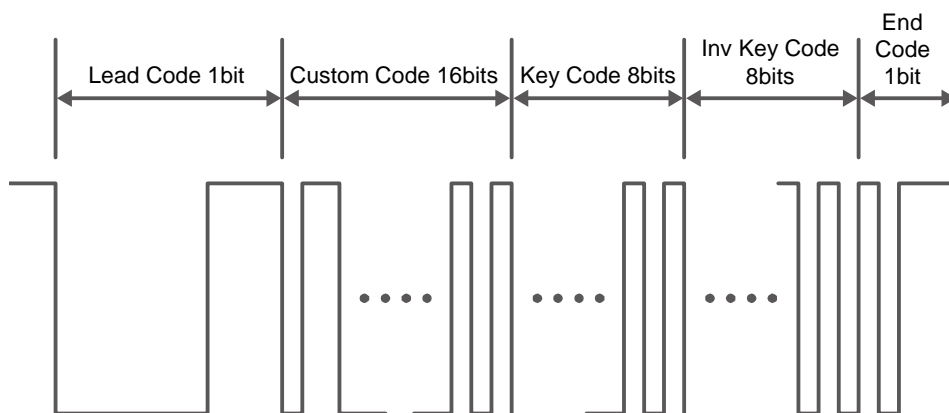 Lead Code 1bit
Custom Code 16bits
Key Code 8bits
Inv Key Code
8bits
End
Code
1bit